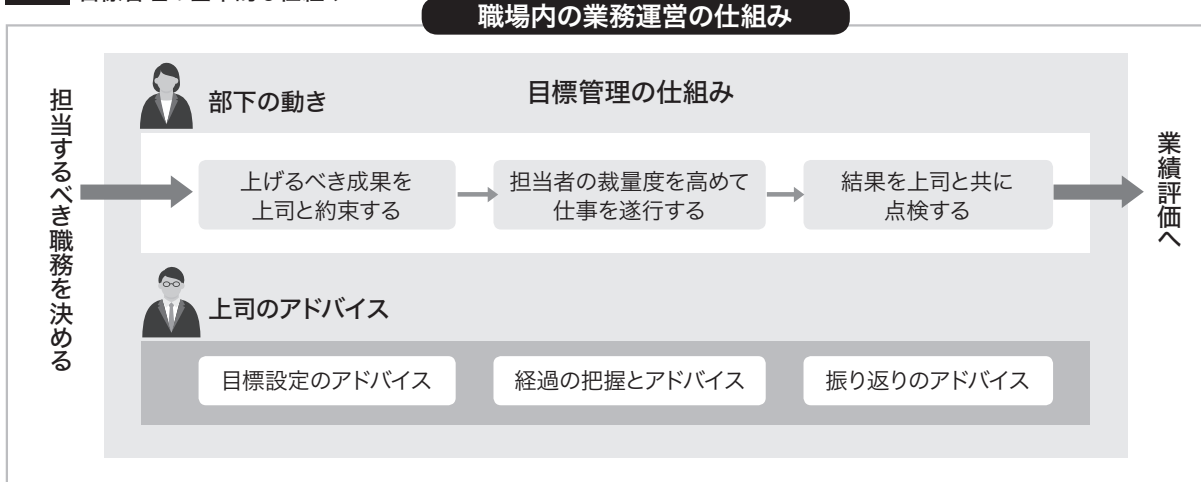 職場内の業務運営の仕組み
担当するべき職務を決める
部下の動き
目標管理の仕組み
上げるべき成果を
上司と約束する
担当者の裁量度を高めて
仕事を遂行する
結果を上司と共に
点検する
業績評価へ
上司のアドバイス
目標設定のアドバイス
経過の把握とアドバイス
振り返りのアドバイス